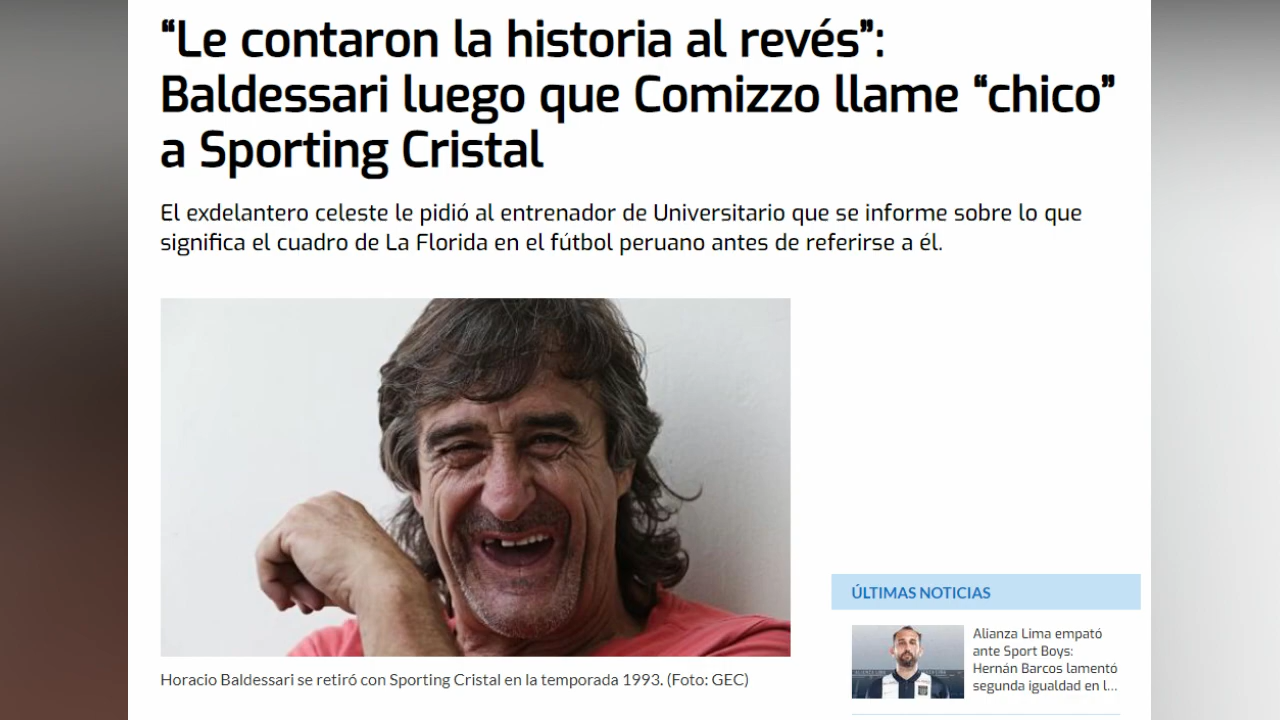 “Le contaron la historia al revés”:
Baldessari luego que Comizzo llame “chico”
a Sporting Cristal
El exdelantero celeste le pidió al entrenador de Universitario que se informe sobre lo que
significa el cuadro de La Florida en el fútbol peruano antes de referirse a él.
Horacio Baldessari se retiró con Sporting Cristal en la temporada 1993. (Foto: GEC)
ÚLTIMAS NOTICIAS
Alianza Lima empató
ante Sport Boys:
Hernán Barcos lamentó
segunda igualdad en l...